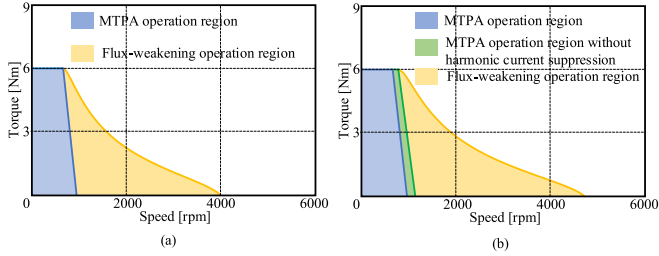 9
6
3
Torque [Nm]
MTPA operation region
Flux-weakening operation region
0
2000
4000
6000
Speed [rpm]
(a)
9
6
3
Torque [Nm]
MTPA operation region
MTPA operation region without
harmonic current suppression
Flux-weakening operation region
0
2000
4000
6000
Speed [rpm]
(b)